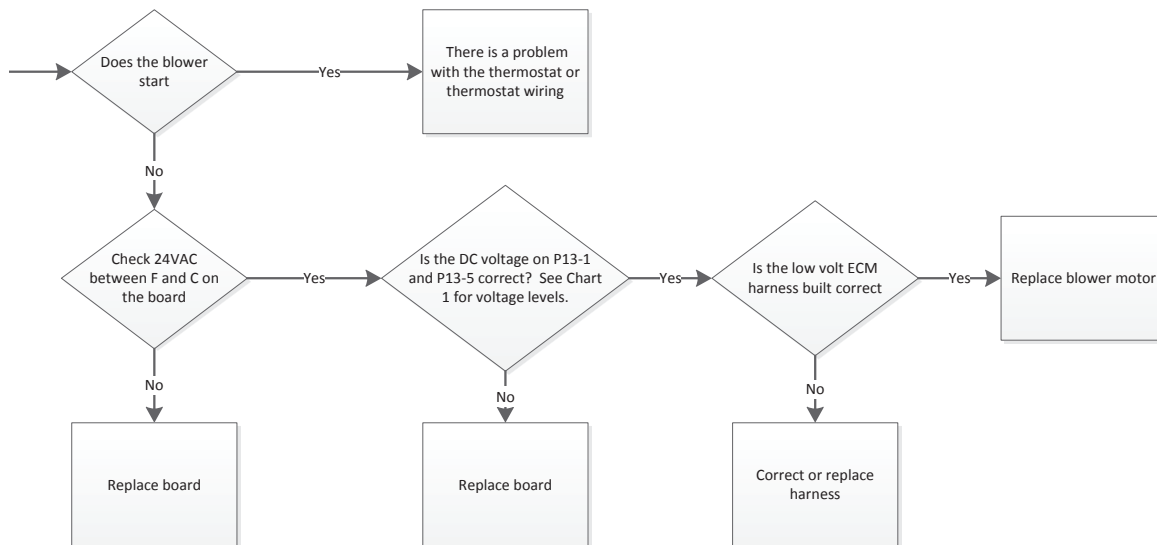 Does the blower
start
Yes
There is a problem
with the thermostat or
thermostat wiring
No
Check 24VAC
between F and C on
the board
Yes
Is the DC voltage on P13-1
and P13-5 correct?  See Chart
1 for voltage levels.
Yes
Is the low volt ECM
harness built correct
Yes
Replace blower motor
No
Replace board
No
Replace board
No
Correct or replace
harness